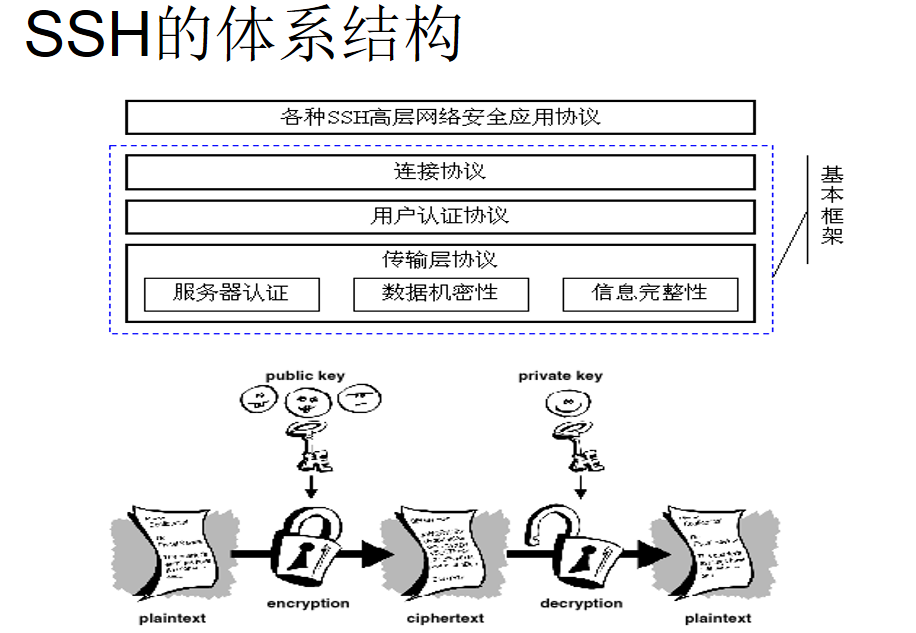 SSH的体系结构
各种SSH高层网络安全应用协议
连接协议
用户认证协议
传输层协议
服务器认证 数据机密性 信息完整性
基本框架
public key private key
plaintext encryption ciphertext decryption plaintext